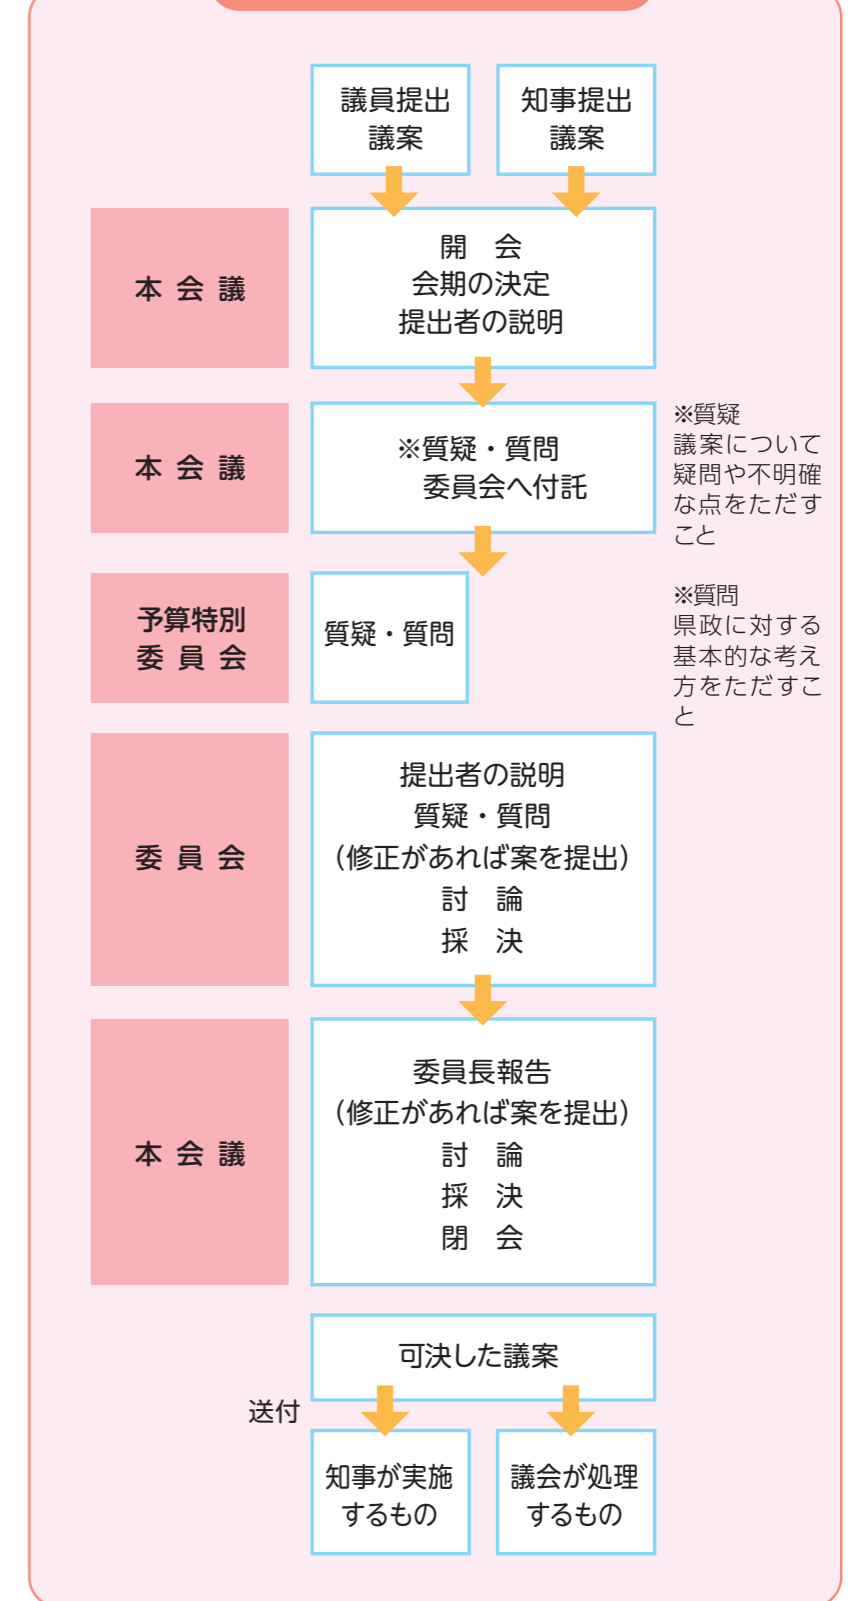 議員提出
議案
知事提出
議案
本会議
開　会
会期の決定
提出者の説明
本会議
※質疑・質問
委員会へ付託
※質疑
議案について
疑問や不明確
な点をただす
こと
予算特別
委員会
質疑・質問
※質問
県政に対する
基本的な考え
方をただすこ
と
委員会
提出者の説明
質疑・質問
（修正があれば案を提出）
討　論
採　決
本会議
委員長報告
（修正があれば案を提出）
討　論
採　決
閉　会
可決した議案
送付
知事が実施
するもの
議会が処理
するもの